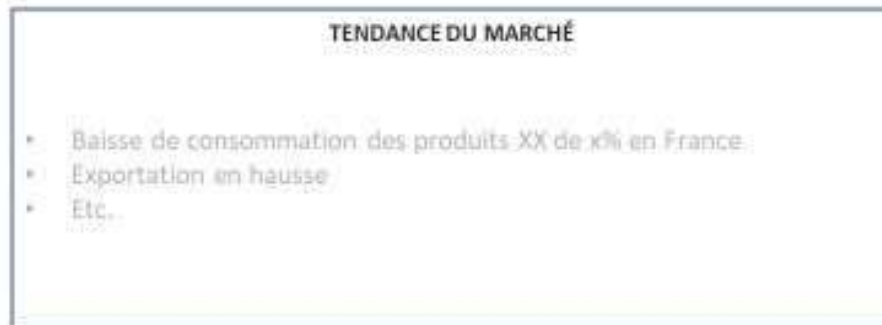 TENDANCE DU MARCHÉ
• Baisse de consommation des produits XX de x% en France
• Exportation en hausse
• Etc.